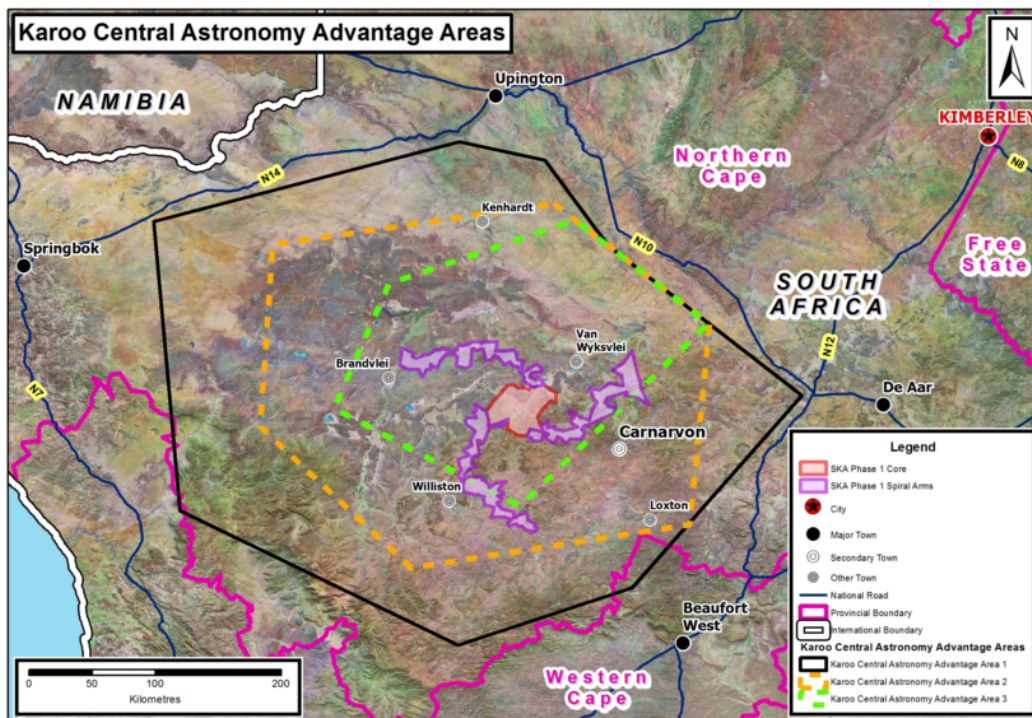 Karoo Central Astronomy Advantage Areas
N
NAMIBIA
Upington
KIMBERLEY
Northern
Cape
N8
N14
Kenhardt
Springbok
N10
Free
State
SOUTH
AFRICA
Van
Wyksvlei
Brandvlei
N12
N7
De Aar
Carnarvon
Williston
Loxton
Beaufort
West
Western
Cape
0 50 100 200
Kilometres
Legend
SKA Phase 1 Core
SKA Phase 1 Spiral Arms
City
Major Town
Secondary Town
Other Town
National Road
Provincial Boundary
International Boundary
Karoo Central Astronomy Advantage Areas
Karoo Central Astronomy Advantage Area 1
Karoo Central Astronomy Advantage Area 2
Karoo Central Astronomy Advantage Area 3